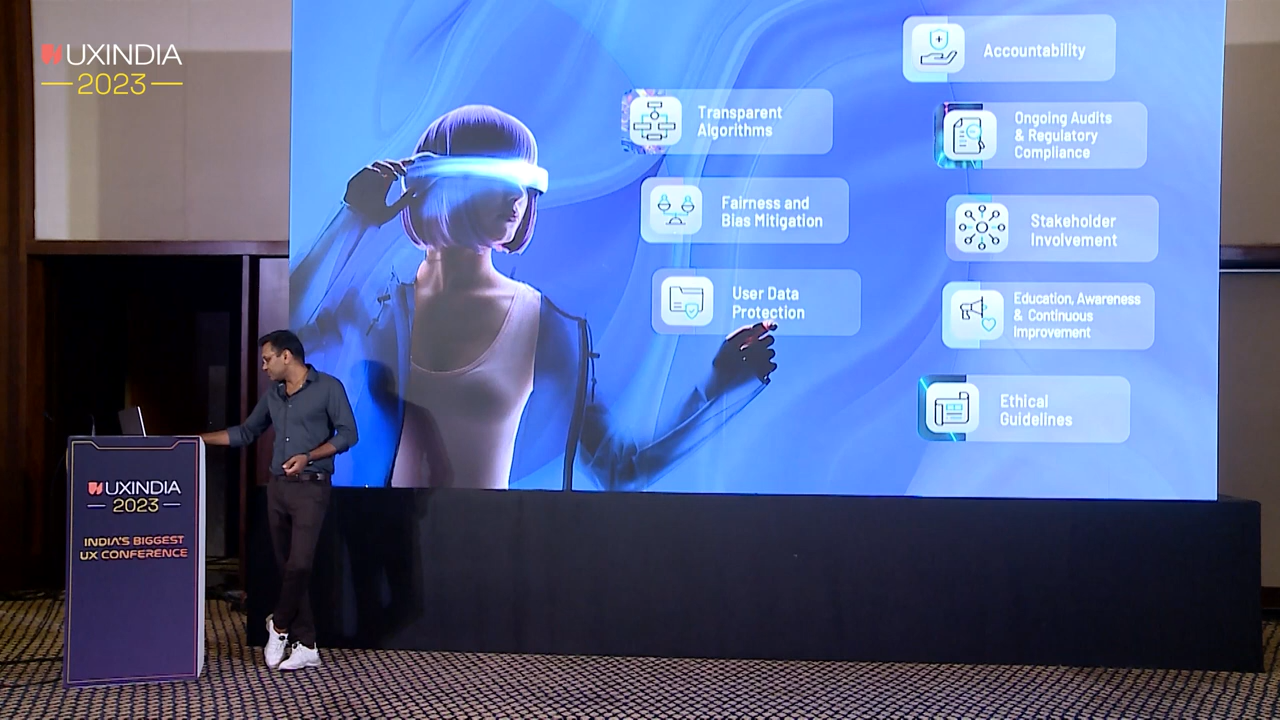 UXINDIA
2023
Transparent
Algorithms
Fairness and
Bias Mitigation
User Data
Protection
Accountability
Ongoing Audits
& Regulatory
Compliance
Stakeholder
Involvement
Education, Awareness
& Continuous
Improvement
Ethical
Guidelines
UXINDIA
2023
INDIA'S BIGGEST
UX CONFERENCE